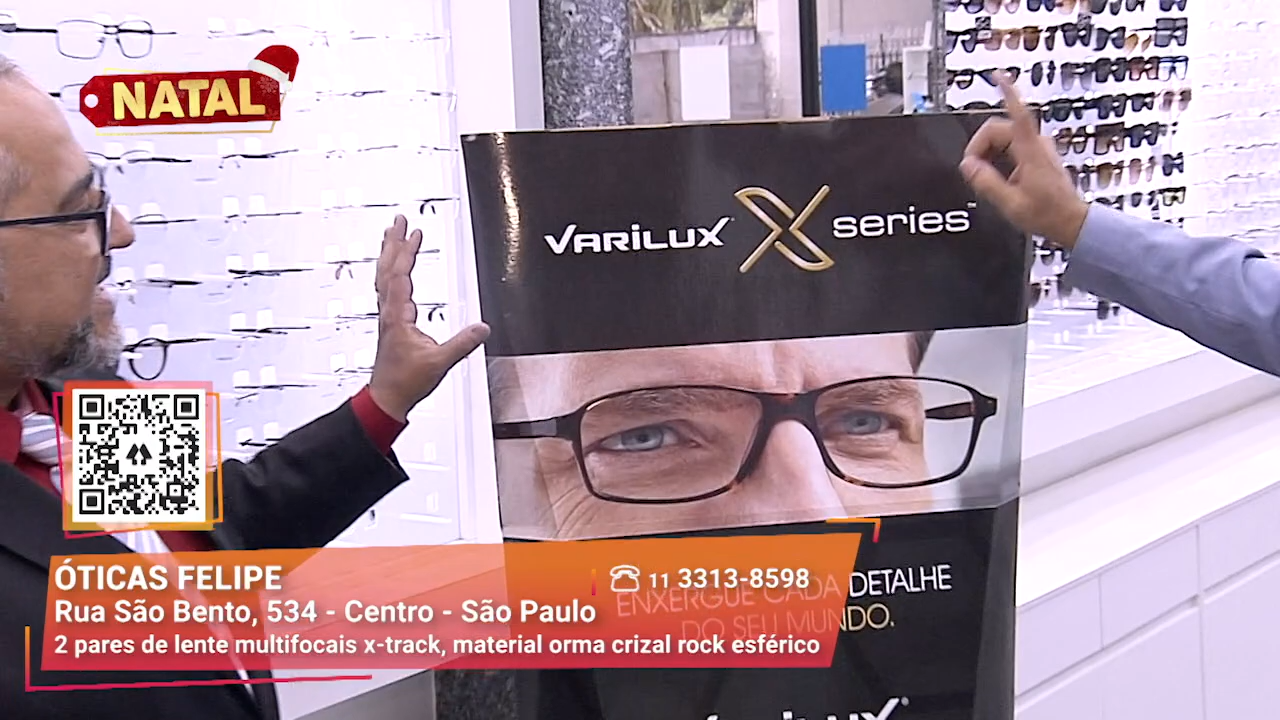 NATAL
VARILUX X series™
ENXERGUE CADA DETALHE
DO SEU MUNDO.
ÓTICAS FELIPE
11 3313-8598
Rua São Bento, 534 - Centro - São Paulo
2 pares de lente multifocais x-track, material orma crizal rock esférico